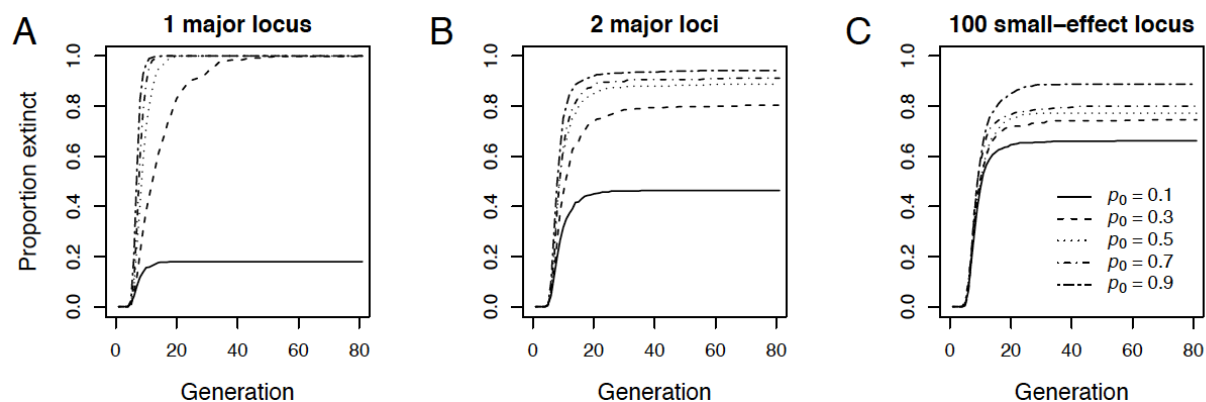 A
1 major locus
Proportion extinct
1.0
0.8
0.6
0.4
0.2
0.0
0 20 40 60 80
Generation
B
2 major loci
1.0
0.8
0.6
0.4
0.2
0.0
0 20 40 60 80
Generation
C
100 small−effect locus
1.0
0.8
0.6
0.4
0.2
0.0
p0 = 0.1
p0 = 0.3
p0 = 0.5
p0 = 0.7
p0 = 0.9
0 20 40 60 80
Generation